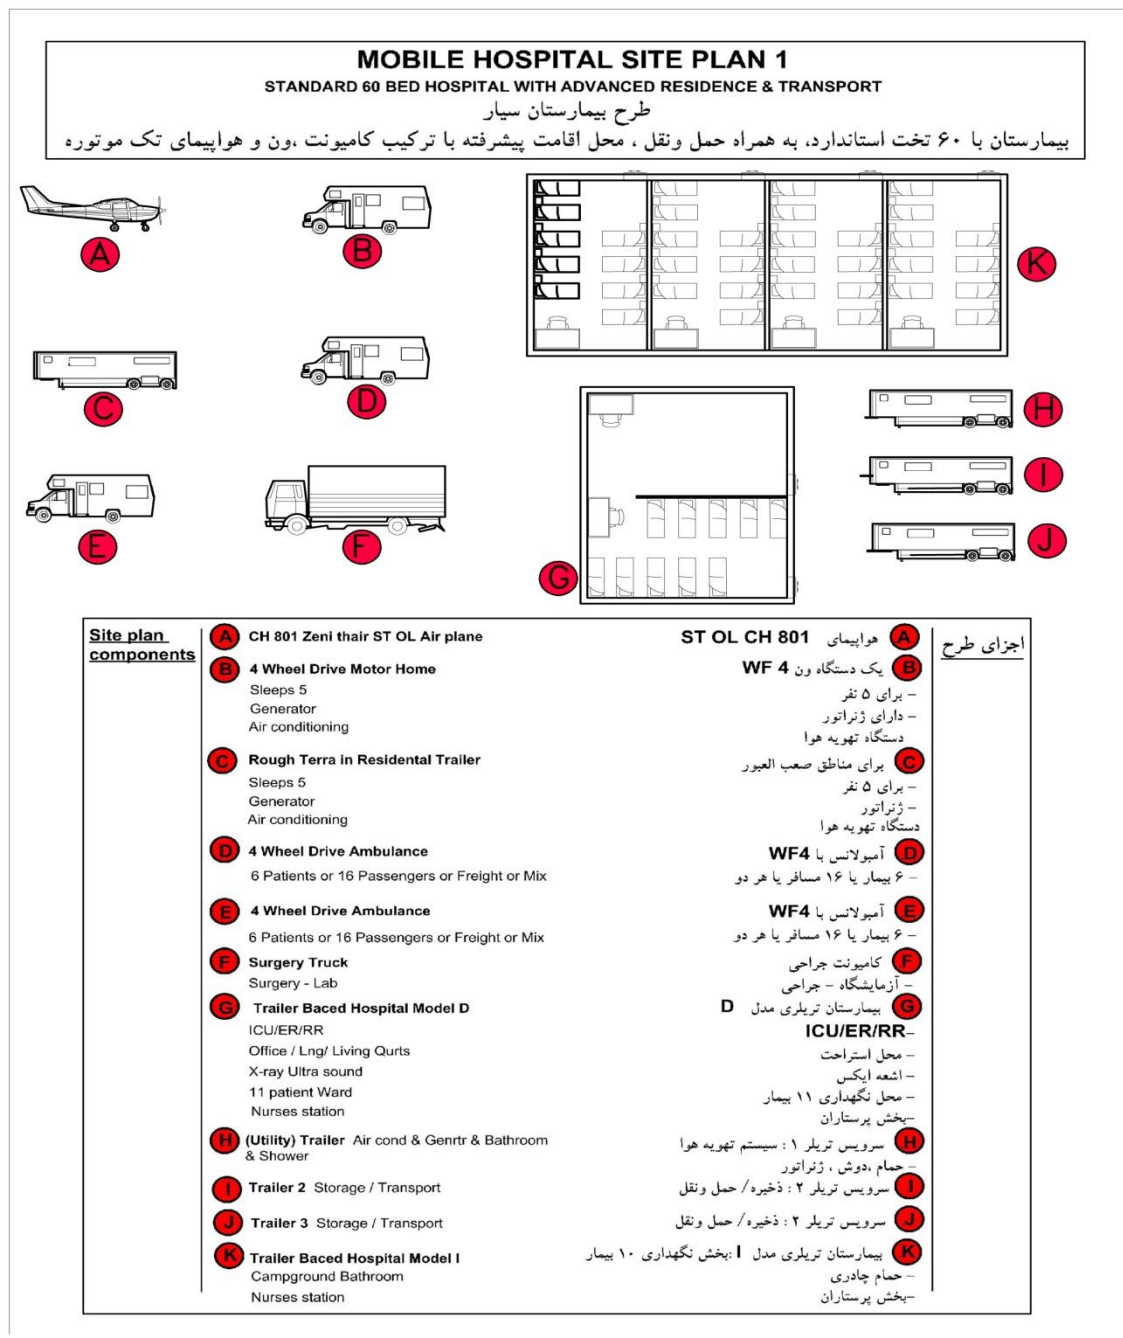 MOBILE HOSPITAL SITE PLAN 1
STANDARD 60 BED HOSPITAL WITH ADVANCED RESIDENCE & TRANSPORT
طرح بیمارستان سیار
بیمارستان با ۶۰ تخت استاندارد، به همراه حمل ونقل ، محل اقامت پیشرفته با ترکیب کامیونت ،ون و هواپیمای تک موتوره
A
B
K
C
D
H
I
E
F
J
G
Site plan components
A CH 801 Zeni thair ST OL Air plane
B 4 Wheel Drive Motor Home
Sleeps 5
Generator
Air conditioning
C Rough Terra in Residental Trailer
Sleeps 5
Generator
Air conditioning
D 4 Wheel Drive Ambulance
6 Patients or 16 Passengers or Freight or Mix
E 4 Wheel Drive Ambulance
6 Patients or 16 Passengers or Freight or Mix
F Surgery Truck
Surgery - Lab
G Trailer Baced Hospital Model D
ICU/ER/RR
Office / Lng/ Living Qurts
X-ray Ultra sound
11 patient Ward
Nurses station
H (Utility) Trailer Air cond & Genrtr & Bathroom
& Shower
I Trailer 2 Storage / Transport
J Trailer 3 Storage / Transport
K Trailer Baced Hospital Model I
Campground Bathroom
Nurses station
اجزای طرح
A هواپیمای ST OL CH 801
B یک دستگاه ون WF 4
– برای ۵ نفر
– دارای ژنراتور
دستگاه تهویه هوا
C برای مناطق صعب العیور
– برای ۵ نفر
– ژنراتور
دستگاه تهویه هوا
D آمبولانس با WF4
– ۶ بیمار یا ۱۶ مسافر یا هر دو
E آمبولانس با WF4
– ۶ بیمار یا ۱۶ مسافر یا هر دو
F کامیونت جراحی
– آزمایشگاه – جراحی
G بیمارستان تریلری مدل D
–ICU/ER/RR
– محل استراحت
– اشعه ایکس
– محل نگهداری ۱۱ بیمار
–بخش پرستاران
H سرویس تریلر ۱ : سیستم تهویه هوا
– حمام ،دوش ، ژنراتور
I سرویس تریلر ۲ : ذخیره/ حمل ونقل
J سرویس تریلر ۲ : ذخیره/ حمل ونقل
K بیمارستان تریلری مدل I :بخش نگهداری ۱۰ بیمار
– حمام چادری
–بخش پرستاران